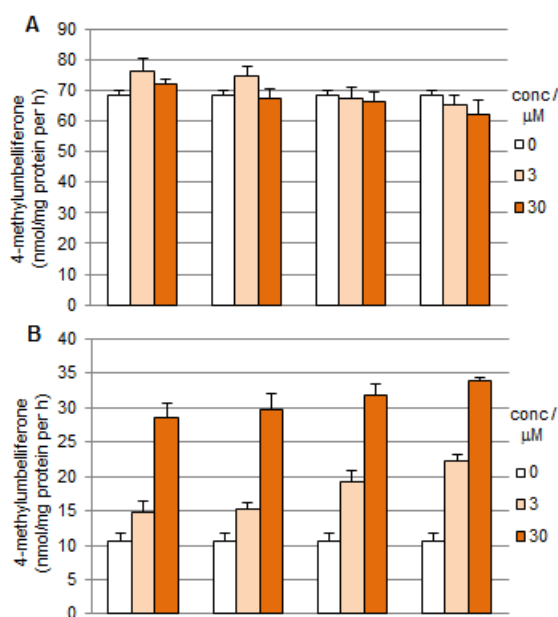 A
90
80
70
60
50
40
30
20
10
0
4-methylumbelliferone
(nmol/mg protein per h)
conc /
µM
0
3
30
B
40
35
30
25
20
15
10
5
0
4-methylumbelliferone
(nmol/mg protein per h)
conc /
µM
0
3
30